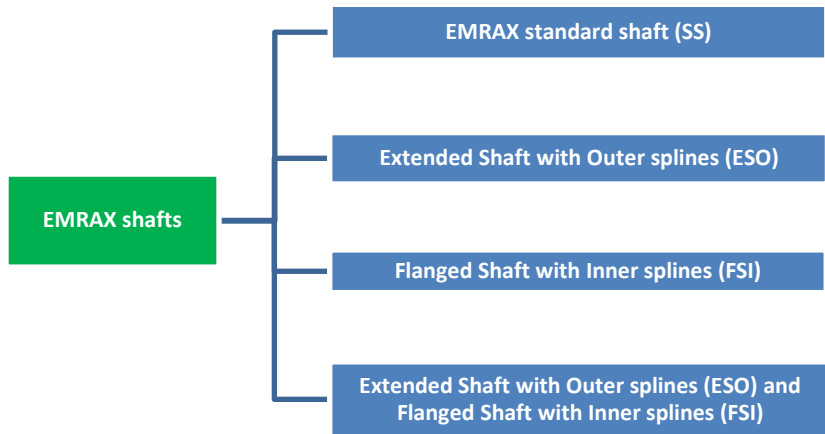 EMRAX standard shaft (SS)
Extended Shaft with Outer splines (ESO)
EMRAX shafts
Flanged Shaft with Inner splines (FSI)
Extended Shaft with Outer splines (ESO) and
Flanged Shaft with Inner splines (FSI)